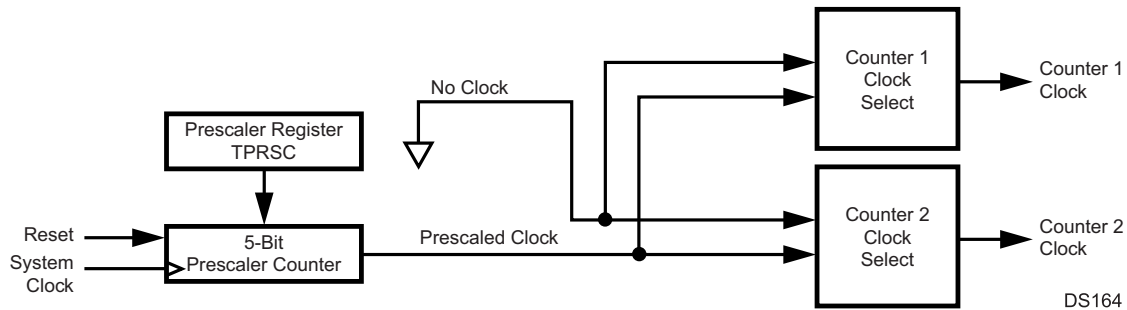 Counter 1
Clock
Select
Counter 1
Clock
No Clock
Prescaler Register
TPRSC
Reset
System
Clock
5-Bit
Prescaler Counter
Prescaled Clock
Counter 2
Clock
Select
Counter 2
Clock
DS164